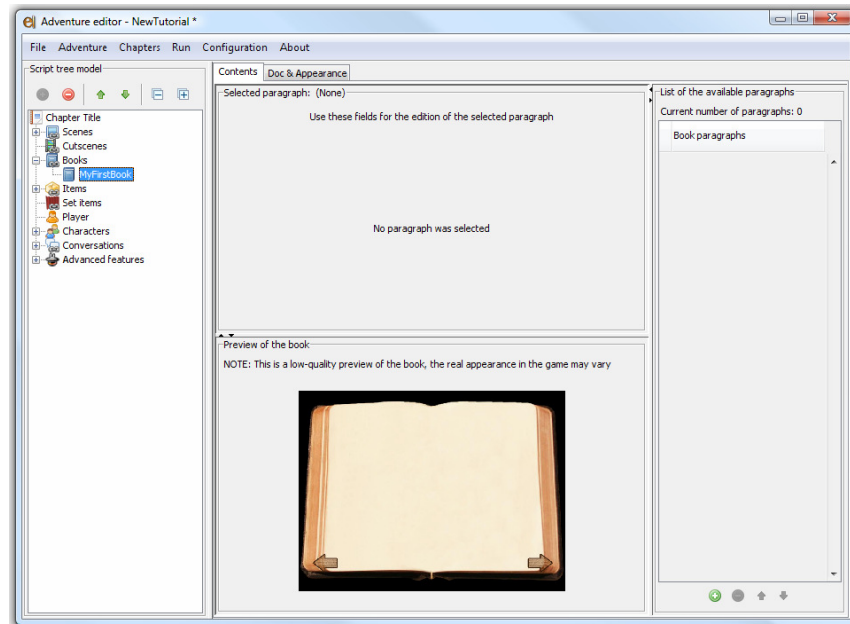 Adventure editor - NewTutorial *
File Adventure Chapters Run Configuration About
Script tree model
Chapter Title
Scenes
Cutscenes
Books
MyFirstBook
Items
Set items
Player
Characters
Conversations
Advanced features
Contents Doc & Appearance
Selected paragraph: (None)
Use these fields for the edition of the selected paragraph
No paragraph was selected
Preview of the book
NOTE: This is a low-quality preview of the book, the real appearance in the game may vary
List of the available paragraphs
Current number of paragraphs: 0
Book paragraphs